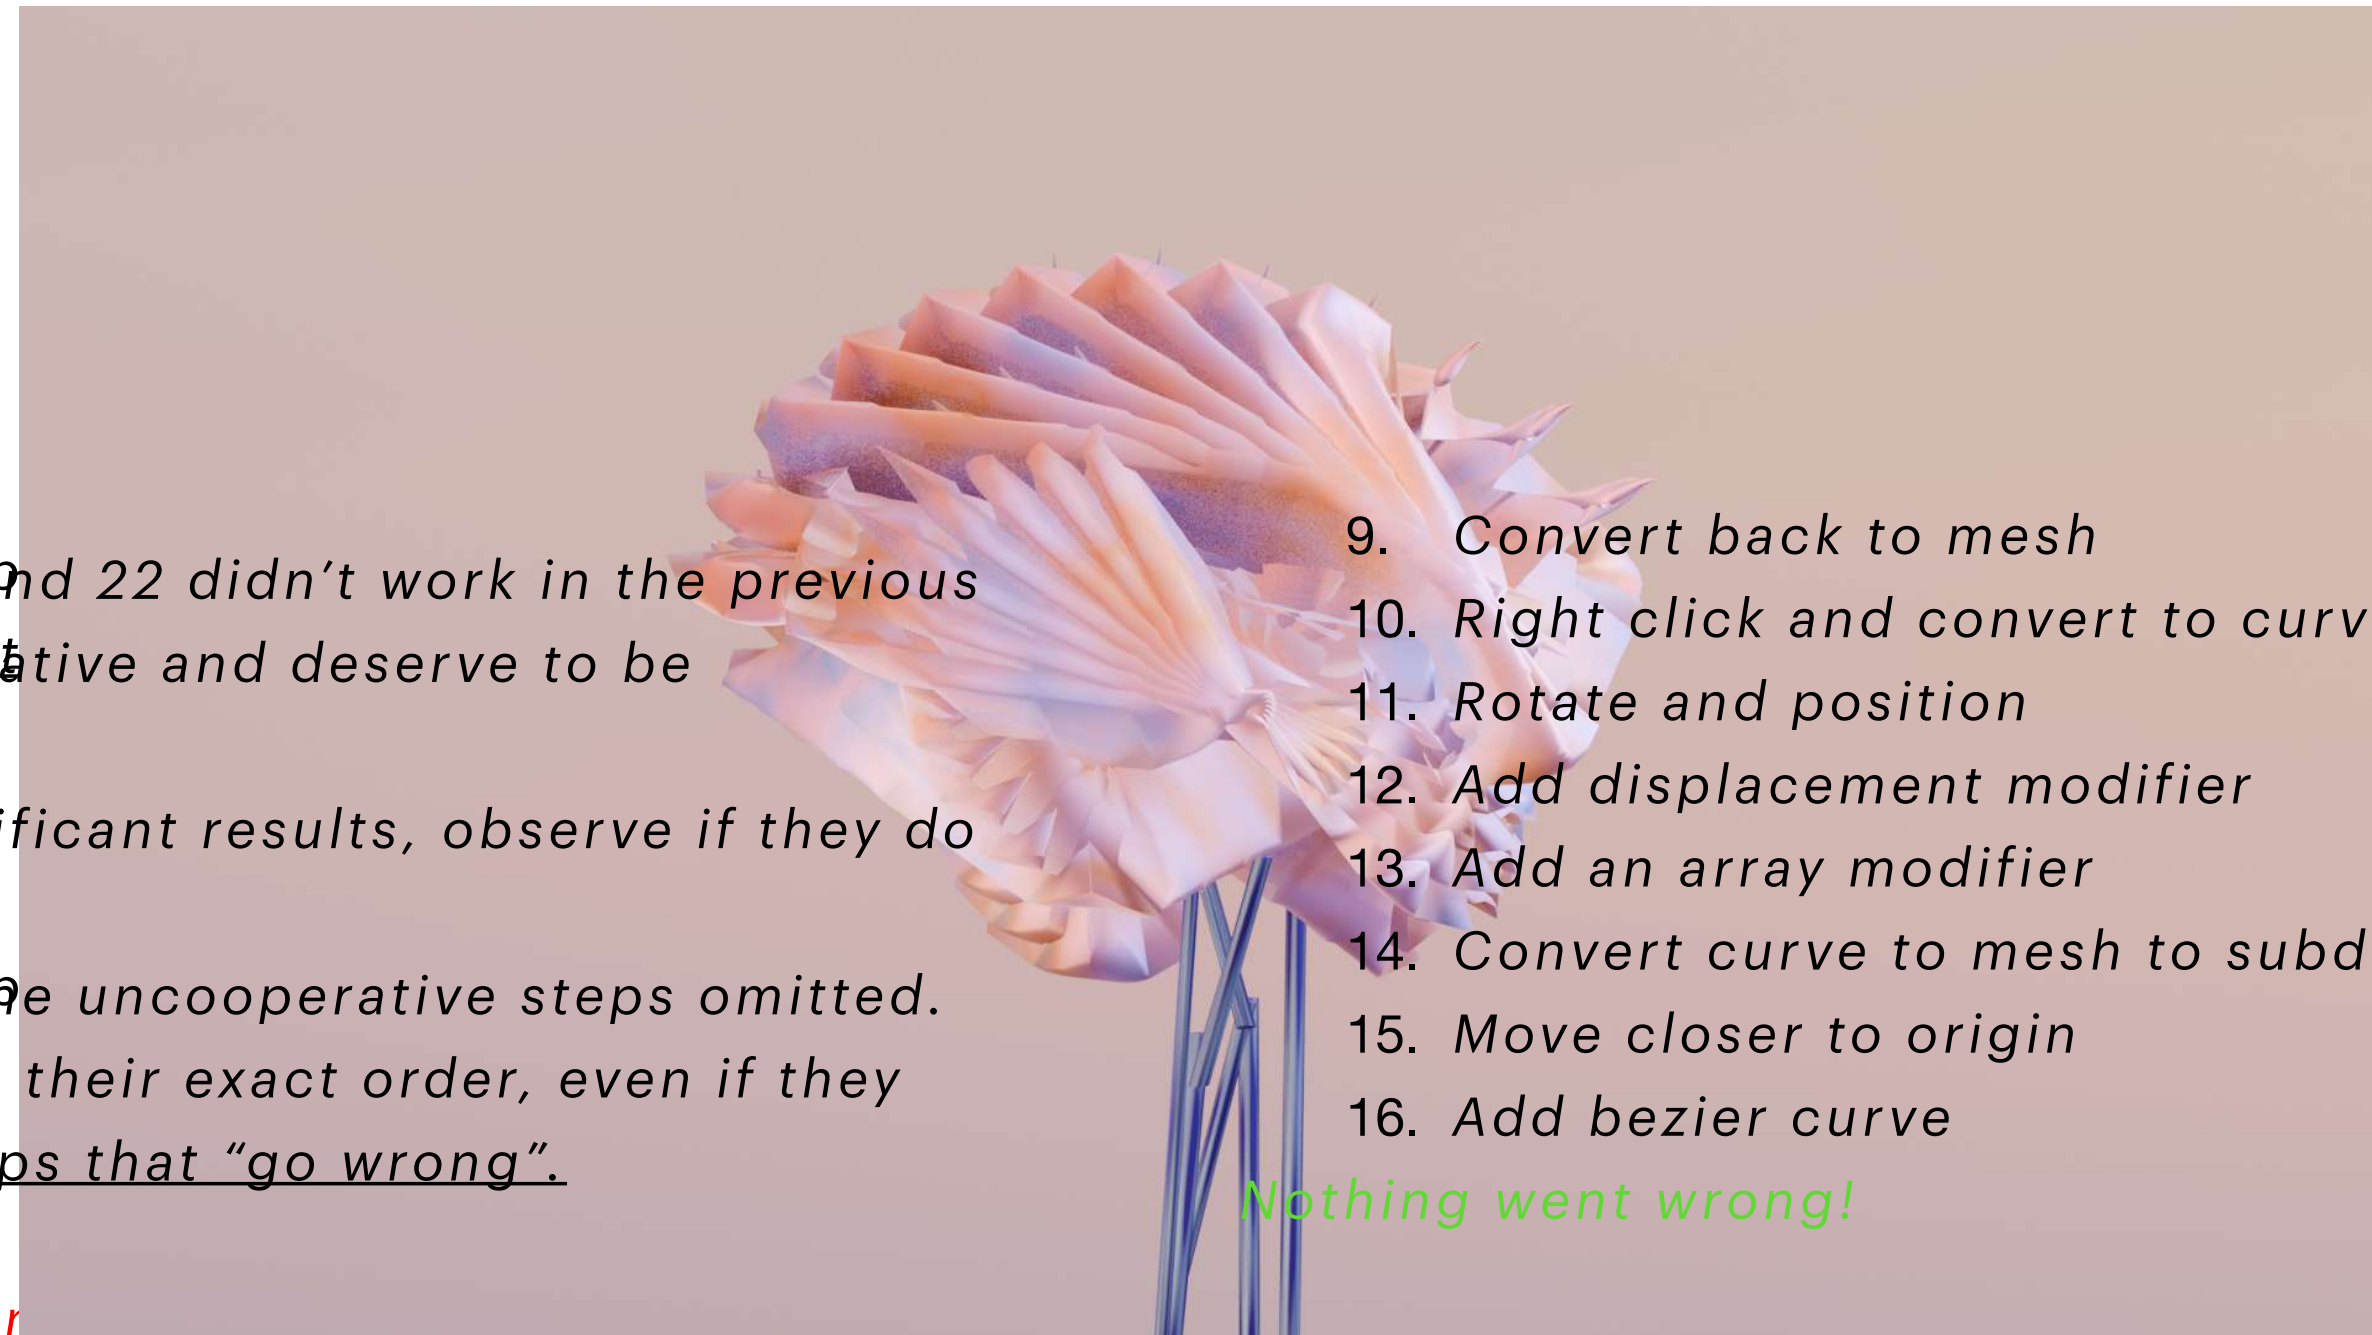 nd 22 didn’t work in the previous
ative and deserve to be
ificant results, observe if they do
e uncooperative steps omitted.
their exact order, even if they
ps that “go wrong”.
9. Convert back to mesh
10. Right click and convert to curv
11. Rotate and position
12. Add displacement modifier
13. Add an array modifier
14. Convert curve to mesh to subd
15. Move closer to origin
16. Add bezier curve
Nothing went wrong!